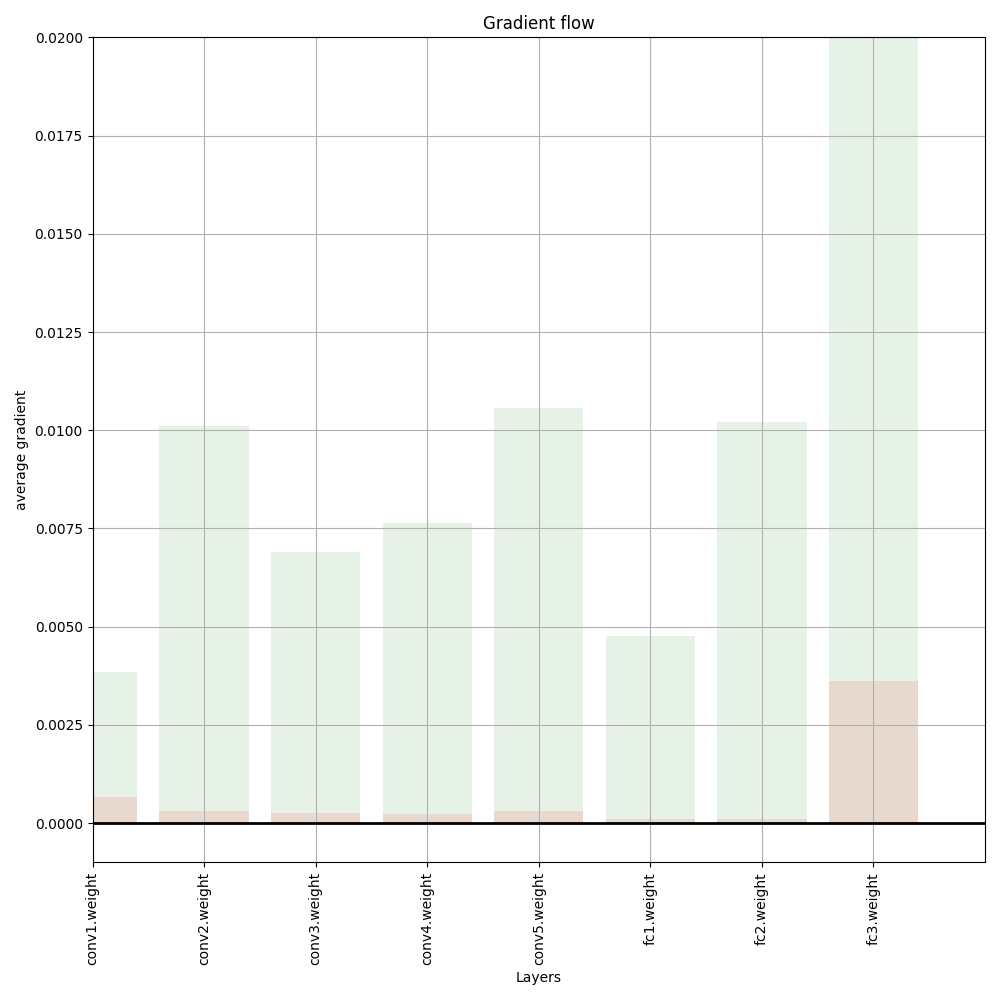 Gradient flow
0.0200
0.0175
0.0150
0.0125
0.0100
0.0075
0.0050
0.0025
0.0000
average gradient
conv1.weight
conv2.weight
conv3.weight
conv4.weight
conv5.weight
fc1.weight
fc2.weight
fc3.weight
Layers